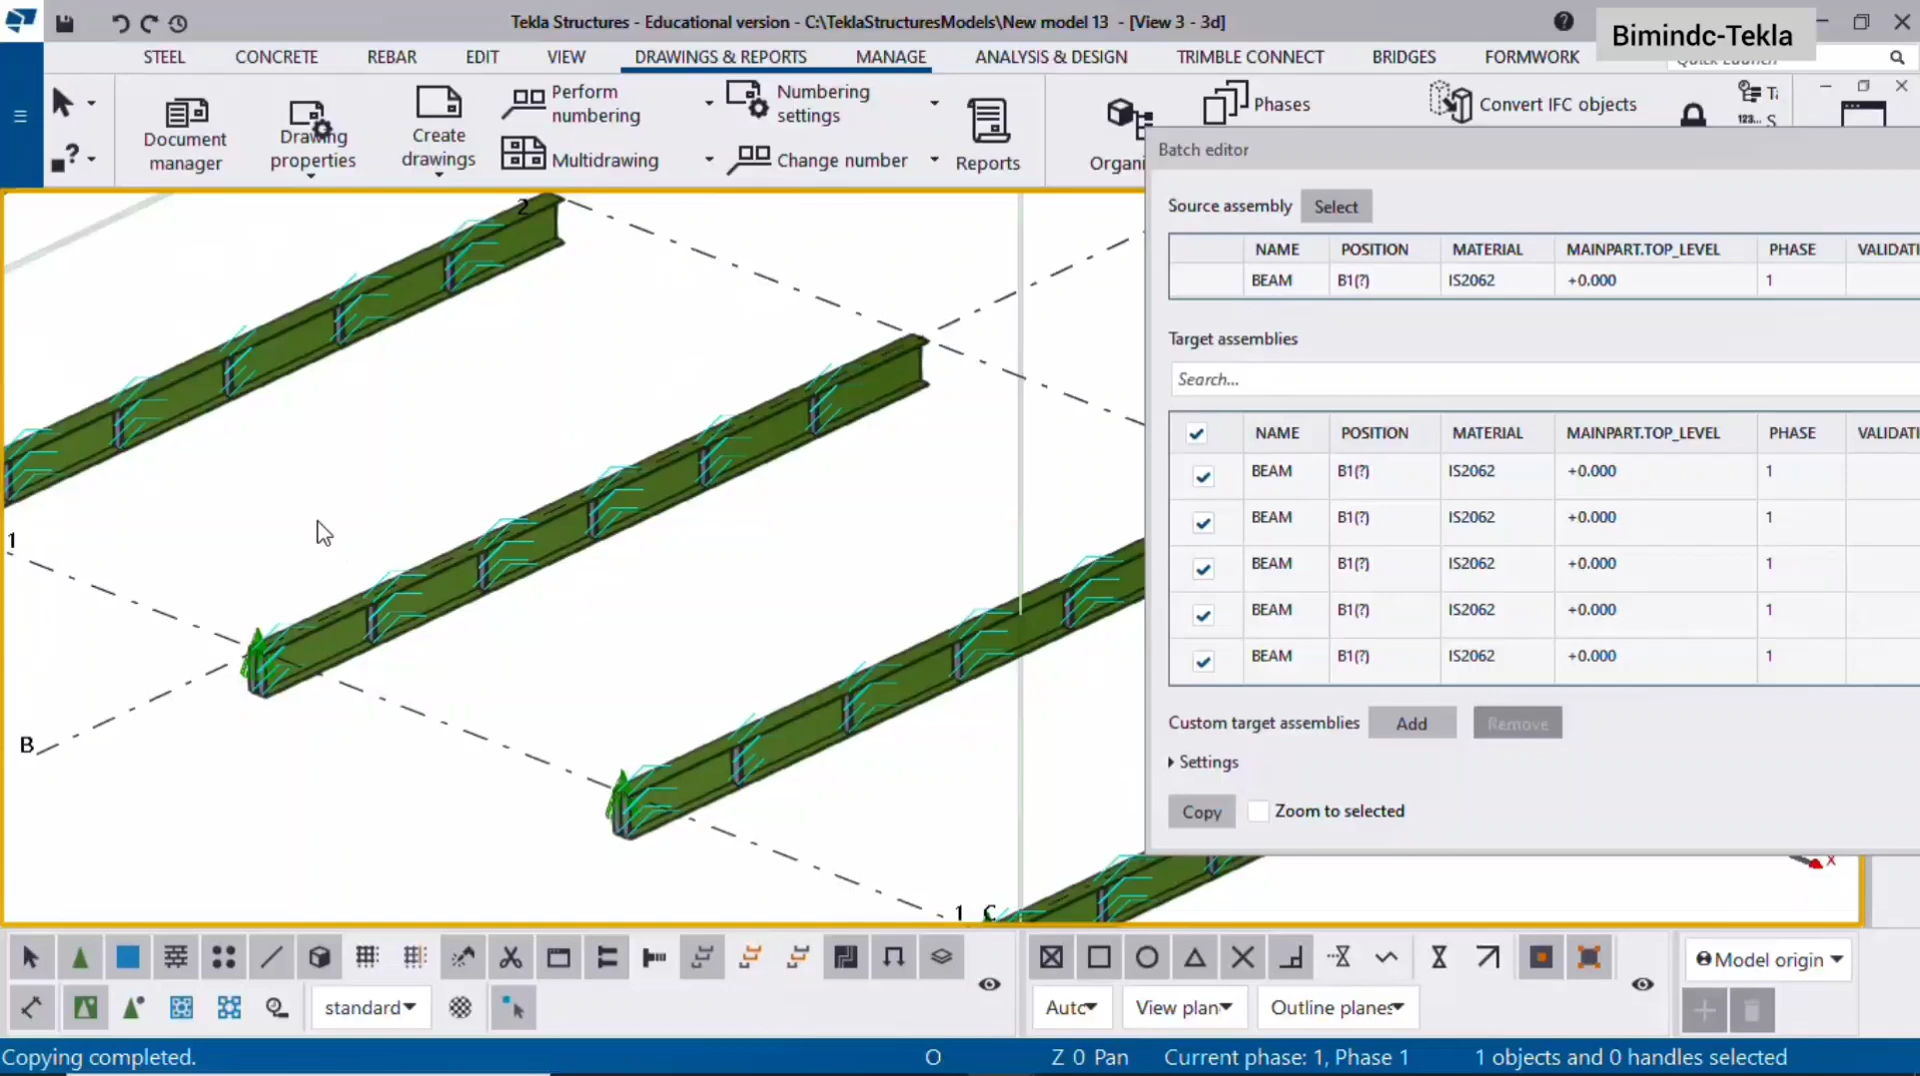 Tekla Structures - Educational version - C:\TeklaStructuresModels\New model 13 - [View 3 - 3d]
Bimindc-Tekla
STEEL CONCRETE REBAR EDIT VIEW DRAWINGS & REPORTS MANAGE ANALYSIS & DESIGN TRIMBLE CONNECT BRIDGES FORMWORK
Document manager
Drawing properties
Create drawings
Perform numbering
Multidrawing
Numbering settings
Change number
Reports
Phases
Convert IFC objects
Batch editor
Source assembly Select
NAME POSITION MATERIAL MAINPART.TOP_LEVEL PHASE
BEAM B1(?) IS2062 +0.000 1
Target assemblies
Search...
NAME POSITION MATERIAL MAINPART.TOP_LEVEL PHASE
BEAM B1(?) IS2062 +0.000 1
BEAM B1(?) IS2062 +0.000 1
BEAM B1(?) IS2062 +0.000 1
BEAM B1(?) IS2062 +0.000 1
BEAM B1(?) IS2062 +0.000 1
Custom target assemblies Add Remove
Settings
Copy Zoom to selected
2
1
B
1 C
x
standard
View plan
Outline planes
Model origin
Copying completed. O Z 0 Pan Current phase: 1, Phase 1 1 objects and 0 handles selected